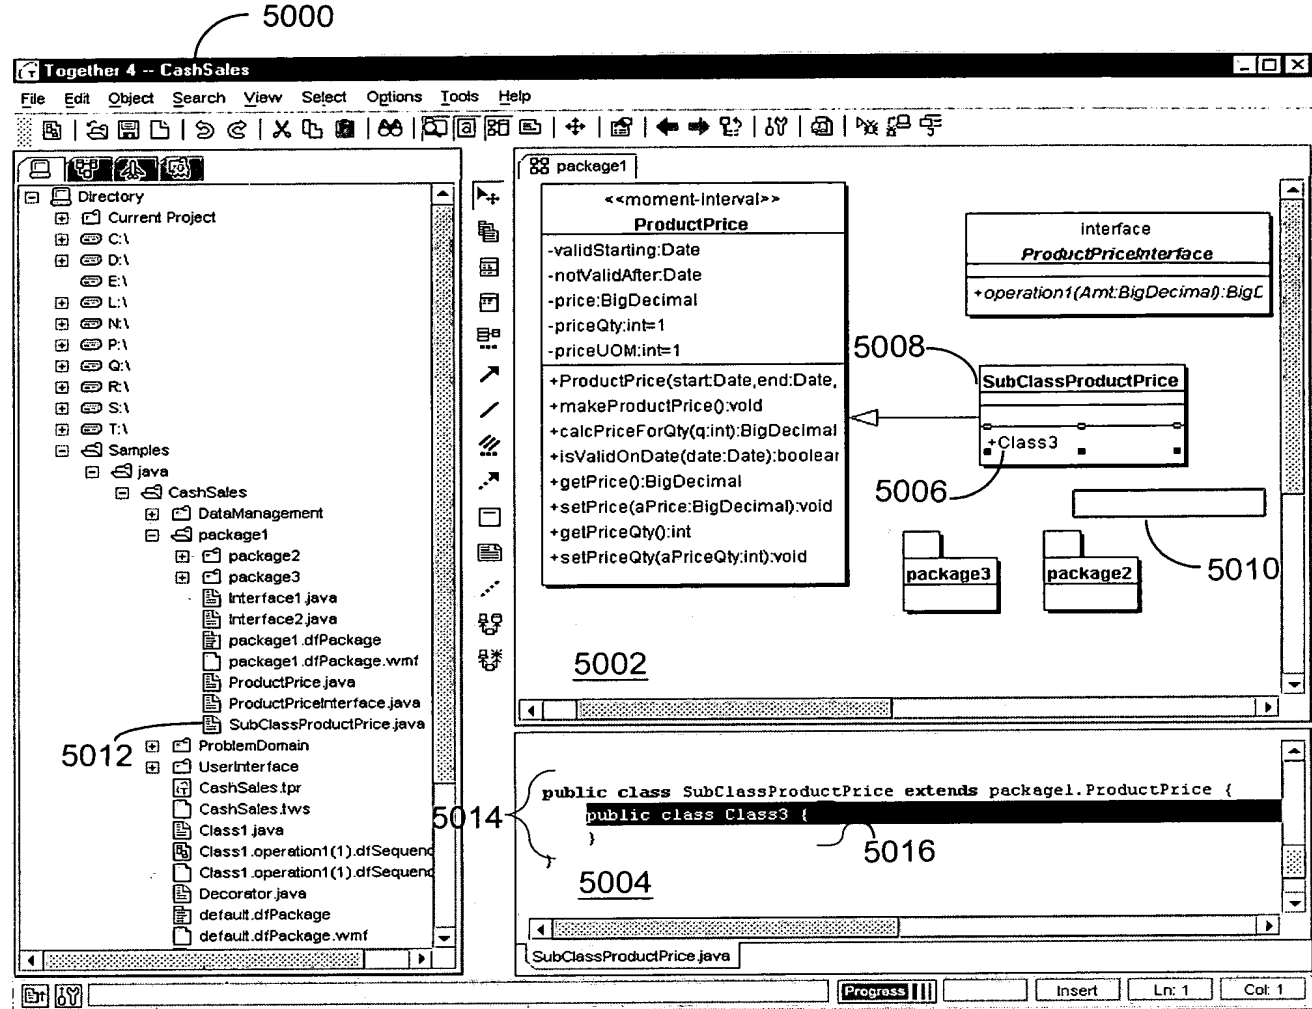 5000
Together 4 -- CashSales
File Edit Object Search View Select Options Tools Help
Directory
Current Project
C:\
D:\
E:\
L:\
N:\
P:\
Q:\
R:\
S:\
T:\
Samples
java
CashSales
DataManagement
package1
package2
package3
Interface1.java
Interface2.java
package1.dfPackage
package1.dfPackage.wmf
ProductPrice.java
ProductPriceInterface.java
SubClassProductPrice.java
5012
ProblemDomain
UserInterface
CashSales.tpr
CashSales.tws
Class1.java
Class1.operation1(1).dfSequenc
Class1.operation1(1).dfSequenc
Decorator.java
default.dfPackage
default.dfPackage.wmf
package1
<<moment-Interval>>
ProductPrice
-validStarting:Date
-notValidAfter:Date
-price:BigDecimal
-priceQty:int=1
-priceUOM:int=1
+ProductPrice(start:Date,end:Date,
+makeProductPrice():void
+calcPriceForQty(q:int):BigDecimal
+isValidOnDate(date:Date):boolear
+getPrice():BigDecimal
+setPrice(aPrice:BigDecimal):void
+getPriceQty():int
+setPriceQty(aPriceQty:int):void
interface
ProductPriceInterface
+operation1(Amt:BigDecimal):BigD
5008
SubClassProductPrice
+Class3
5006
5010
package3
package2
5002
5014
public class SubClassProductPrice extends package1.ProductPrice {
public class Class3 {
}
}
5016
5004
SubClassProductPrice.java
Progress
Insert
Ln: 1
Col: 1